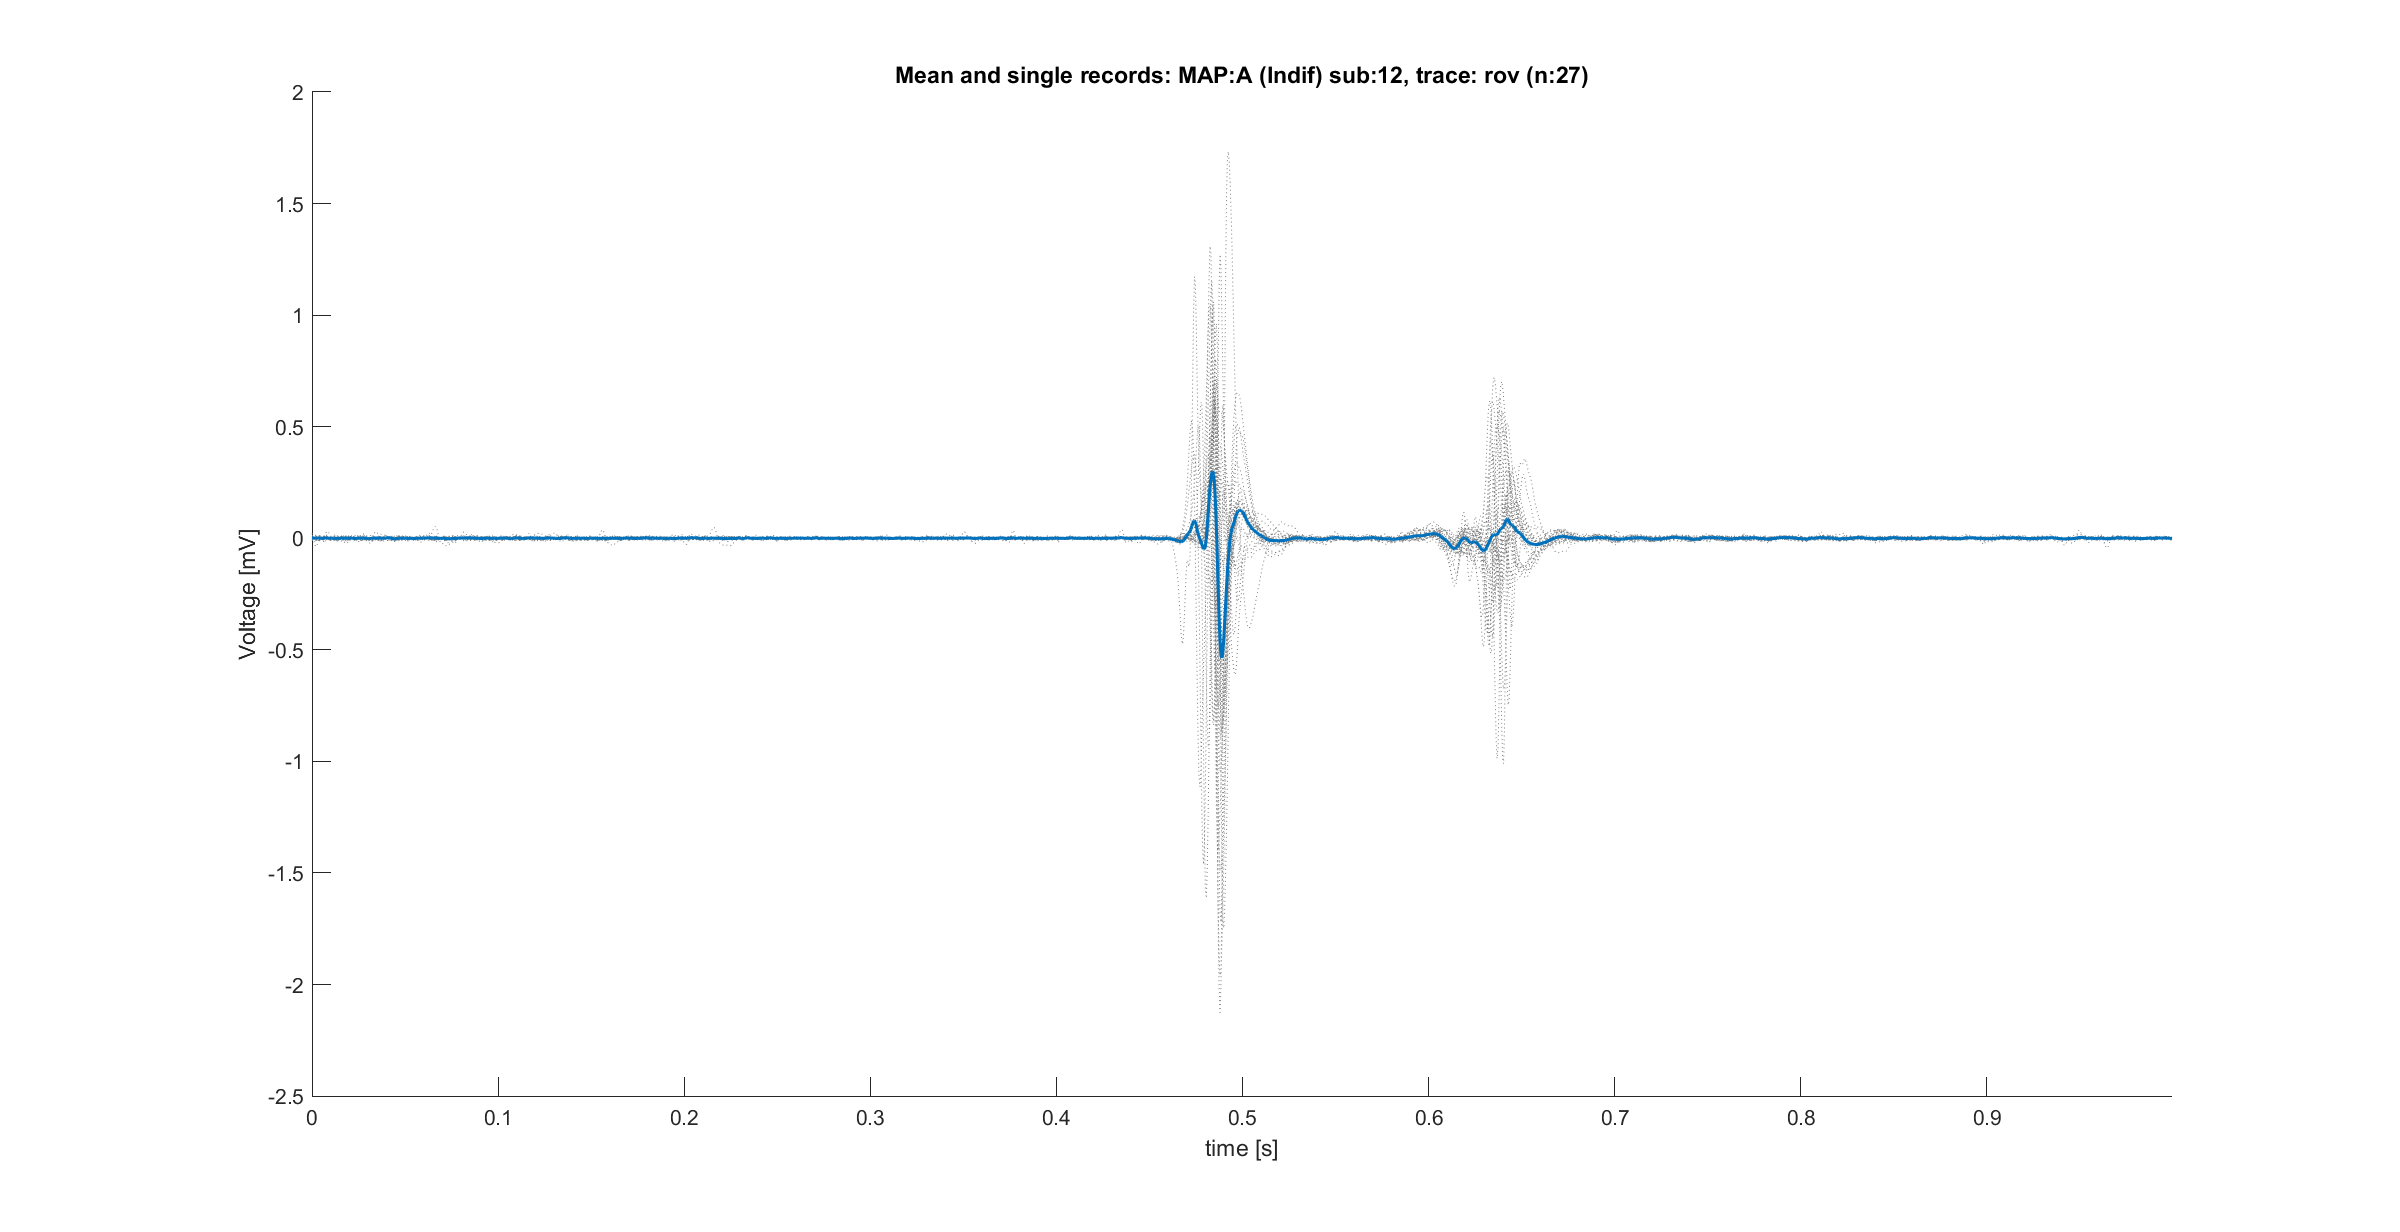 Mean and single records: MAP:A (Indif) sub:12, trace: rov (n:27)
2
1.5
1
0.5
0
-0.5
-1
-1.5
-2
-2.5
Voltage [mV]
0 0.1 0.2 0.3 0.4 0.5 0.6 0.7 0.8 0.9
time [s]